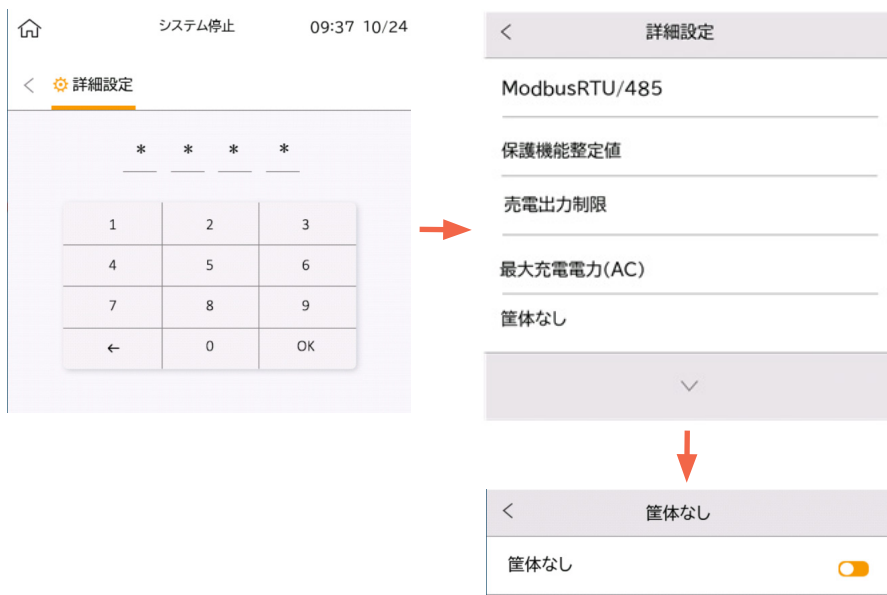 システム停止 09:37 10/24
詳細設定
* * * *
1 2 3
4 5 6
7 8 9
← 0 OK
詳細設定
ModbusRTU/485
保護機能整定値
売電出力制限
最大充電電力(AC)
筐体なし
筐体なし
筐体なし